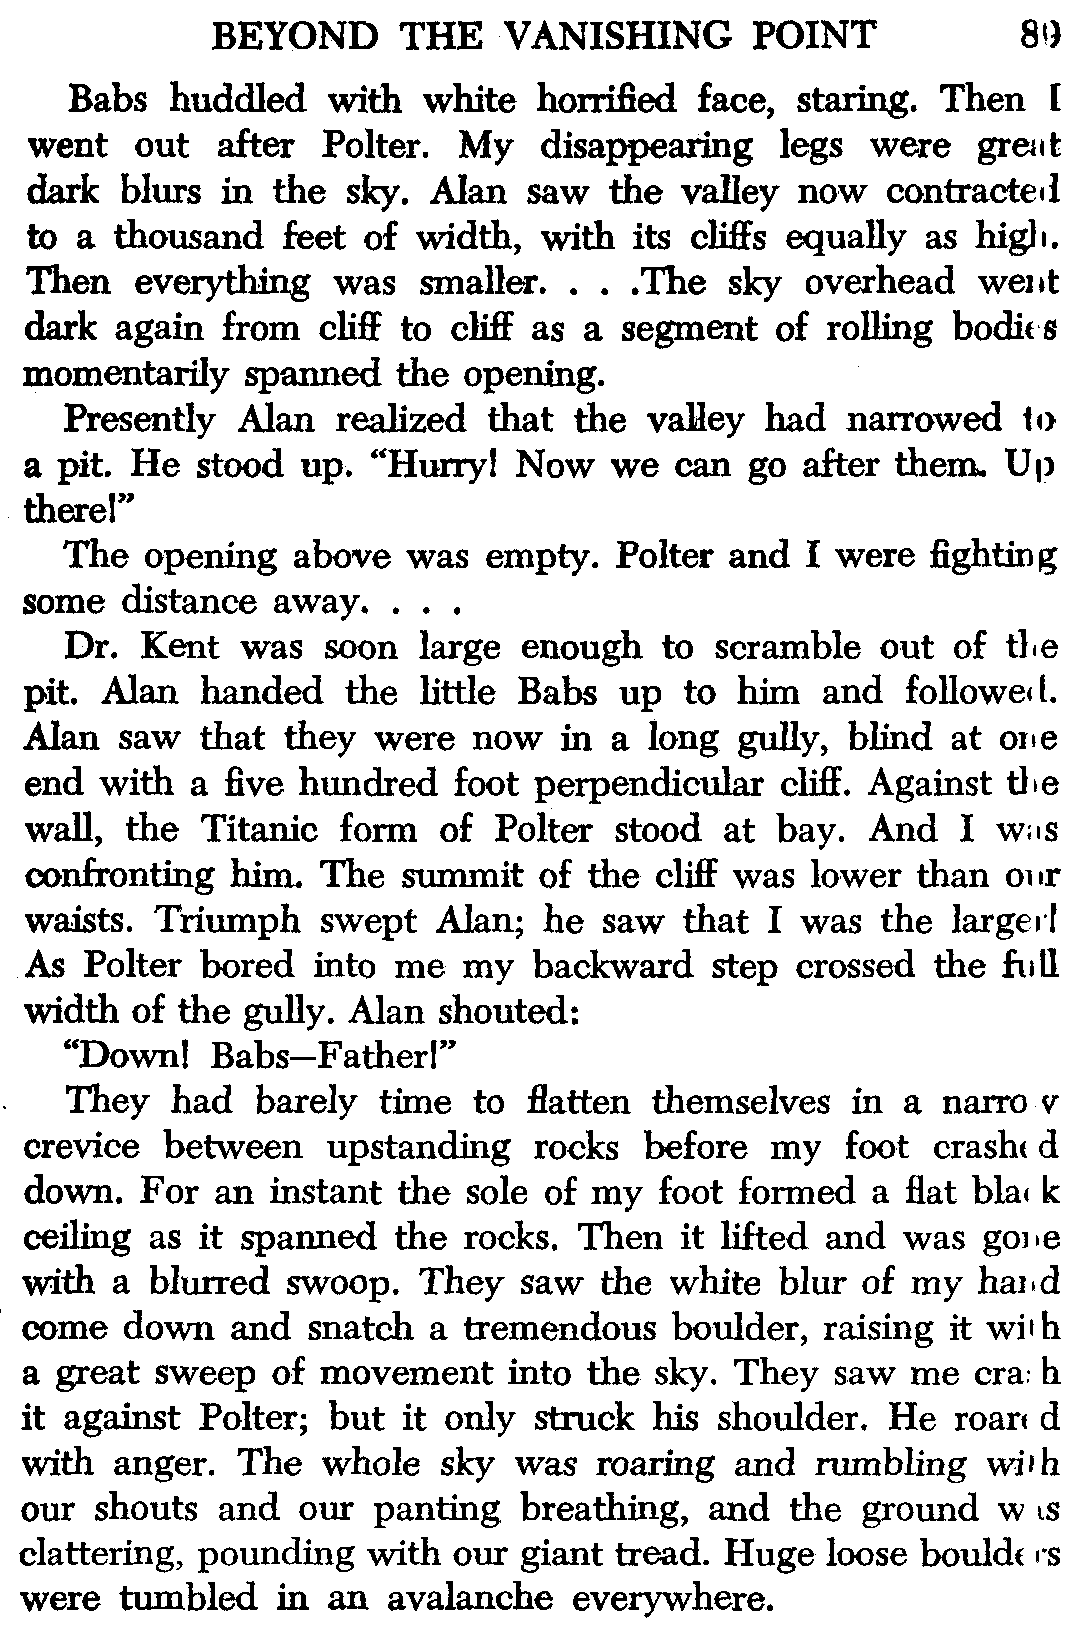 BEYOND THE VANISHING POINT 89
Babs huddled with white horrified face, staring. Then I
went out after Polter. My disappearing legs were great
dark blurs in the sky. Alan saw the valley now contracted
to a thousand feet of width, with its cliffs equally as high.
Then everything was smaller. . . .The sky overhead went
dark again from cliff to cliff as a segment of rolling bodies
momentarily spanned the opening.
Presently Alan realized that the valley had narrowed to
a pit. He stood up. “Hurry! Now we can go after them. Up
there!”
The opening above was empty. Polter and I were fighting
some distance away. . . .
Dr. Kent was soon large enough to scramble out of the
pit. Alan handed the little Babs up to him and followed.
Alan saw that they were now in a long gully, blind at one
end with a five hundred foot perpendicular cliff. Against the
wall, the Titanic form of Polter stood at bay. And I was
confronting him. The summit of the cliff was lower than our
waists. Triumph swept Alan; he saw that I was the larger!
As Polter bored into me my backward step crossed the full
width of the gully. Alan shouted:
“Down! Babs—Father!”
They had barely time to flatten themselves in a narrow
crevice between upstanding rocks before my foot crashed
down. For an instant the sole of my foot formed a flat black
ceiling as it spanned the rocks. Then it lifted and was gone
with a blurred swoop. They saw the white blur of my hand
come down and snatch a tremendous boulder, raising it with
a great sweep of movement into the sky. They saw me crash
it against Polter; but it only struck his shoulder. He roared
with anger. The whole sky was roaring and rumbling with
our shouts and our panting breathing, and the ground was
clattering, pounding with our giant tread. Huge loose boulders
were tumbled in an avalanche everywhere.